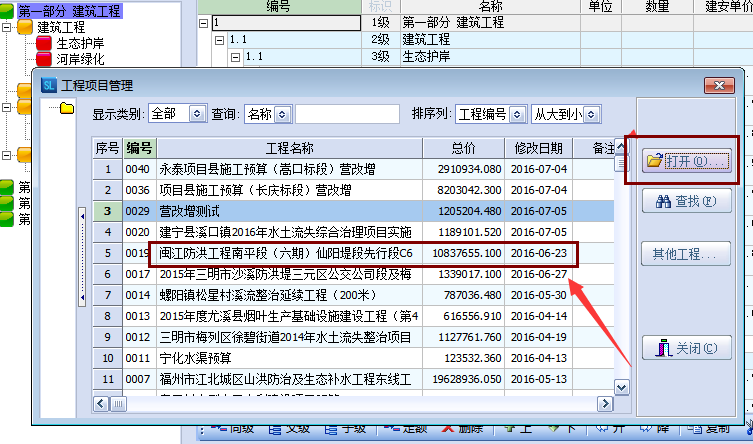 第一部分 建筑工程
建筑工程
生态护岸
河岸绿化
编号 标识 名称 单位 数量 建安单价
1 1级 第一部分 建筑工程
1.1 2级 建筑工程
1.1 3级 生态护岸
SL 工程项目管理
显示类别: 全部 查询: 名称 排序列: 工程编号 从大到小
序号 编号 工程名称 总价 修改日期 备注
1 0040 永泰项目县施工预算（嵩口标段）营改增 2910934.080 2016-07-04
2 0036 项目县施工预算（长庆标段）营改增 8203042.300 2016-07-04
3 0029 营改增测试 1205204.480 2016-07-05
4 0020 建宁县溪口镇2016年水土流失综合治理项目实施 1189101.520 2016-07-05
5 0019 闽江防洪工程南平段（六期）仙阳堤段先行段C6 10837655.100 2016-06-23
6 0017 2015年三明市沙溪防洪堤三元区公交公司段及梅 1339017.100 2016-06-27
7 0014 螺阳镇松星村溪流整治延续工程（200米） 787036.480 2016-05-30
8 0013 2015年度尤溪县烟叶生产基础设施建设工程（第4 616556.910 2016-04-14
9 0012 三明市梅列区徐碧街道2014年水土流失整治项目 1127761.760 2016-04-19
10 0011 宁化水渠预算 123532.360 2016-04-13
11 0007 福州市江北城区山洪防治及生态补水工程东线工 19628936.050 2016-05-13
打开(O)...
查找(F)
其他工程...
关闭(C)
第
第
第
同级 父级 子级 定额 删除 上 下 升 降 复制